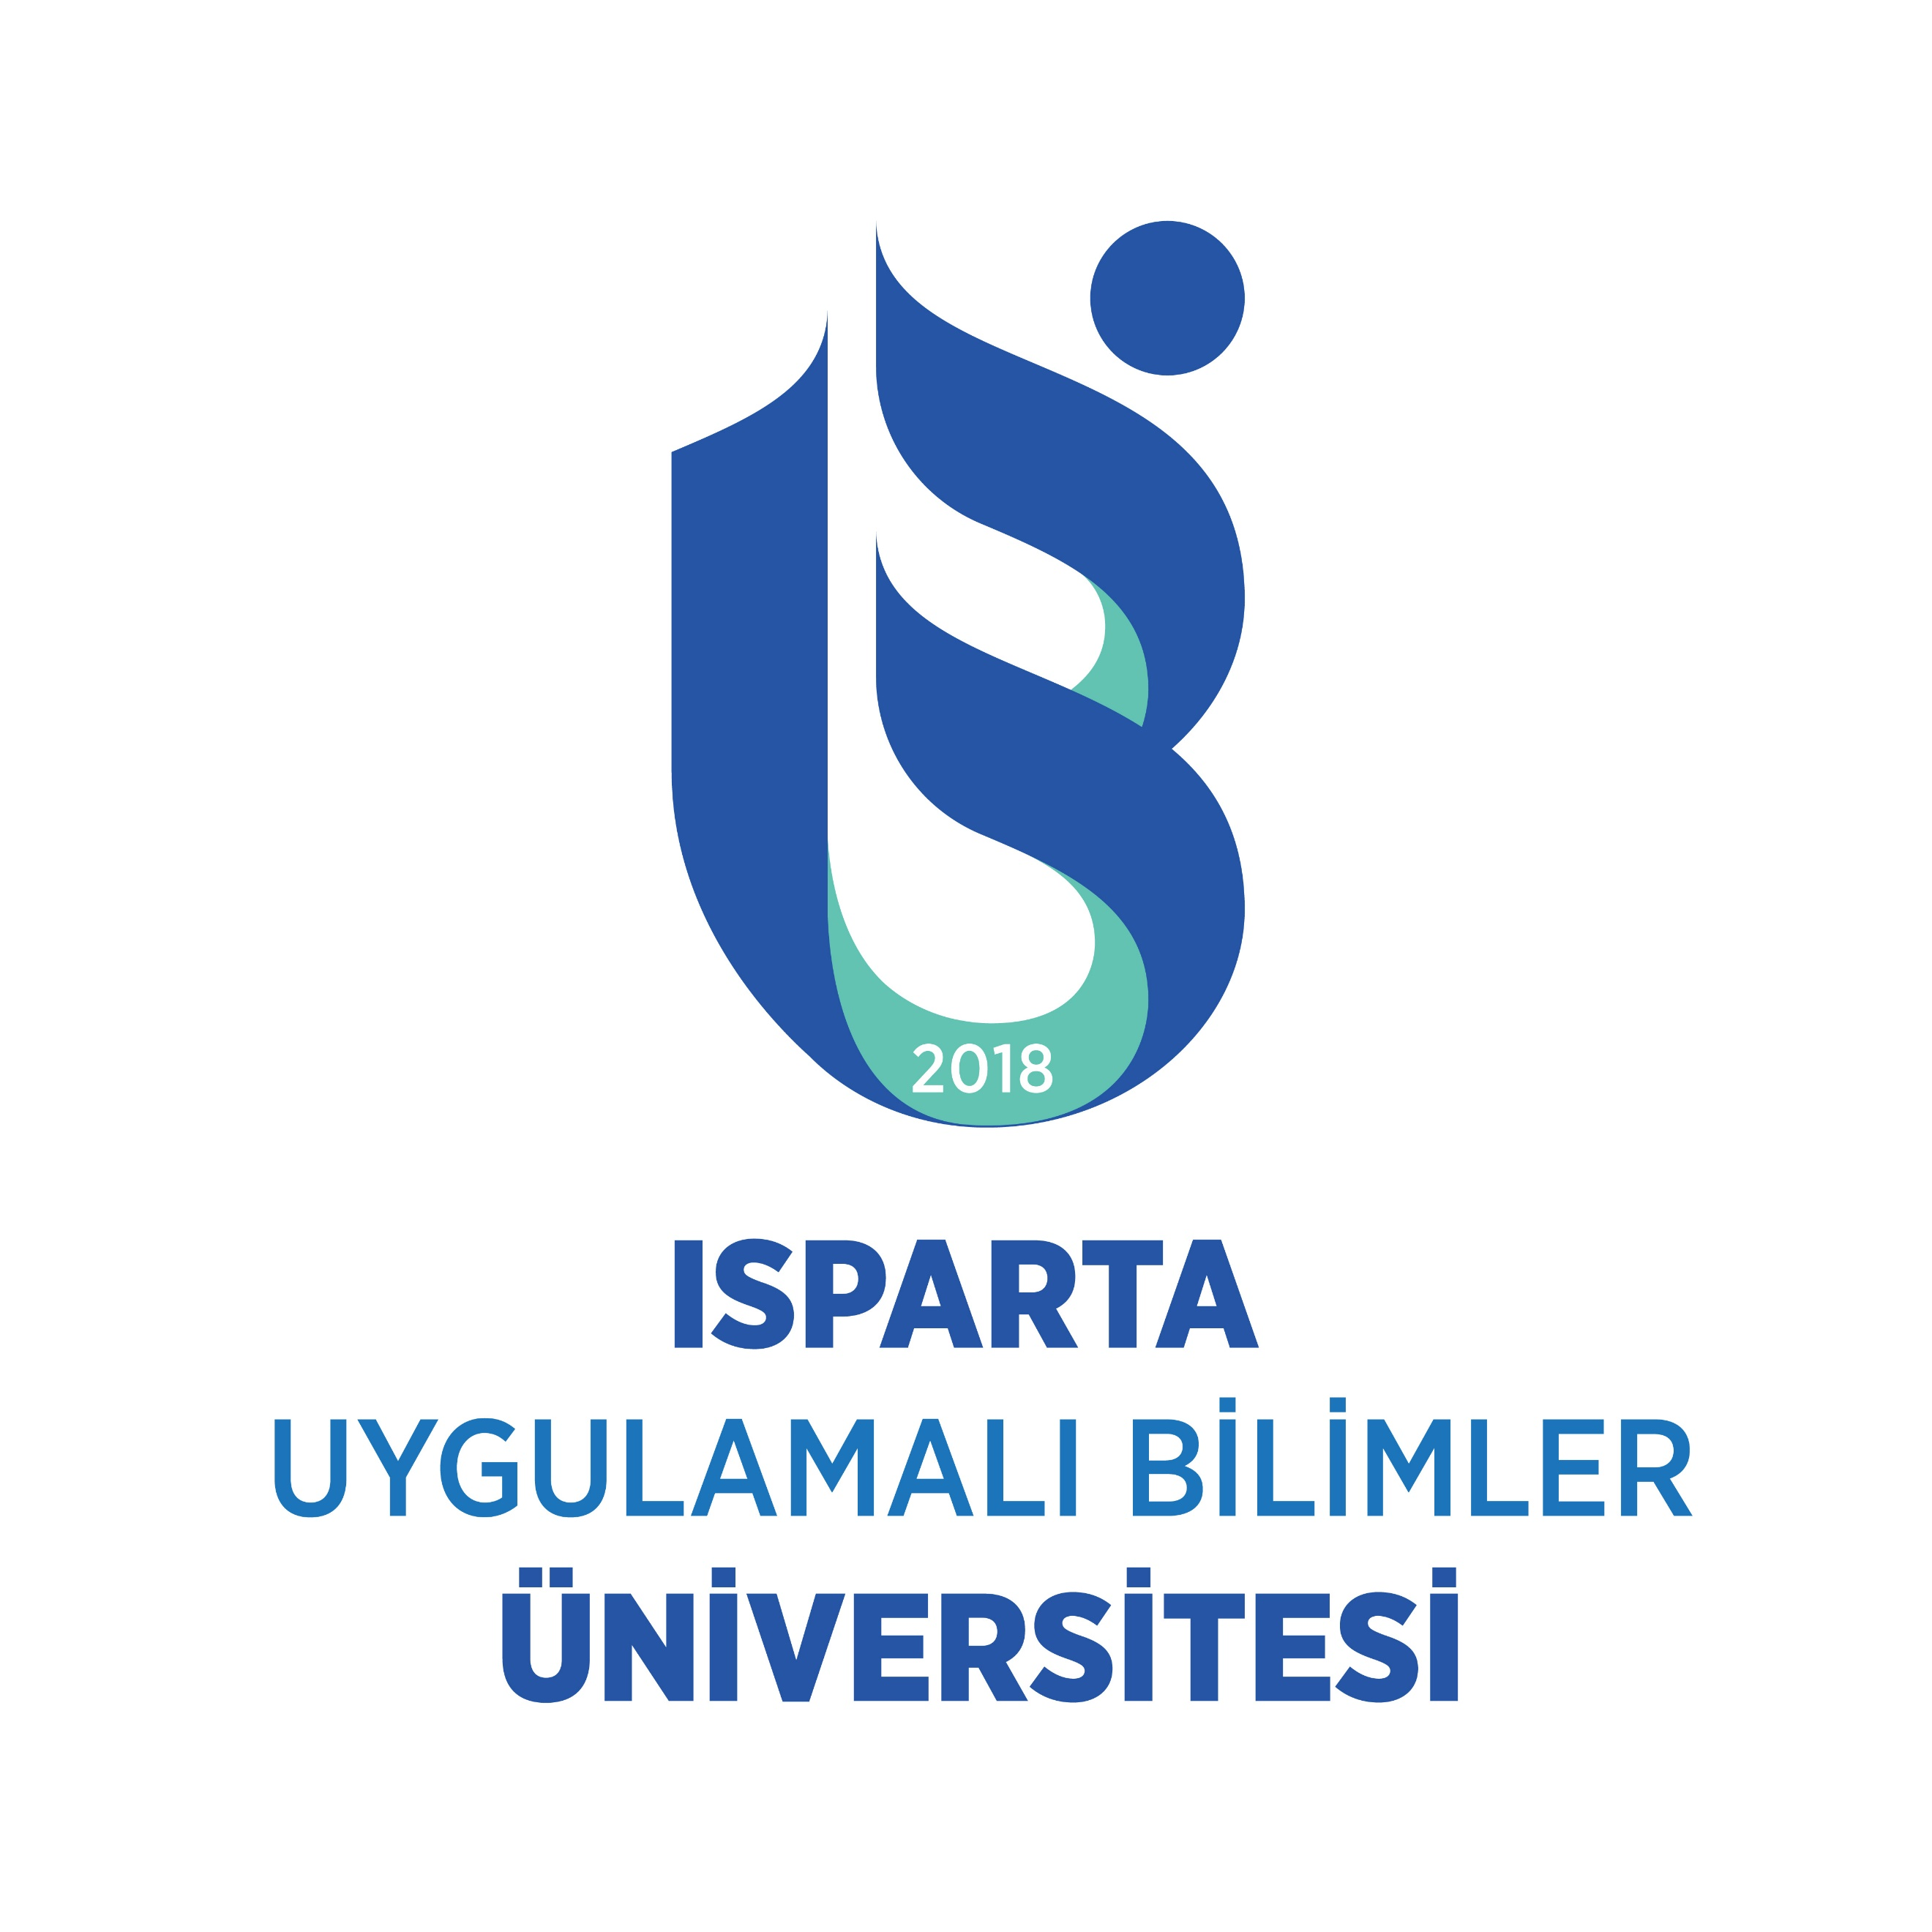 2018
ISPARTA
UYGULAMALI BİLİMLER
ÜNİVERSİTESİ